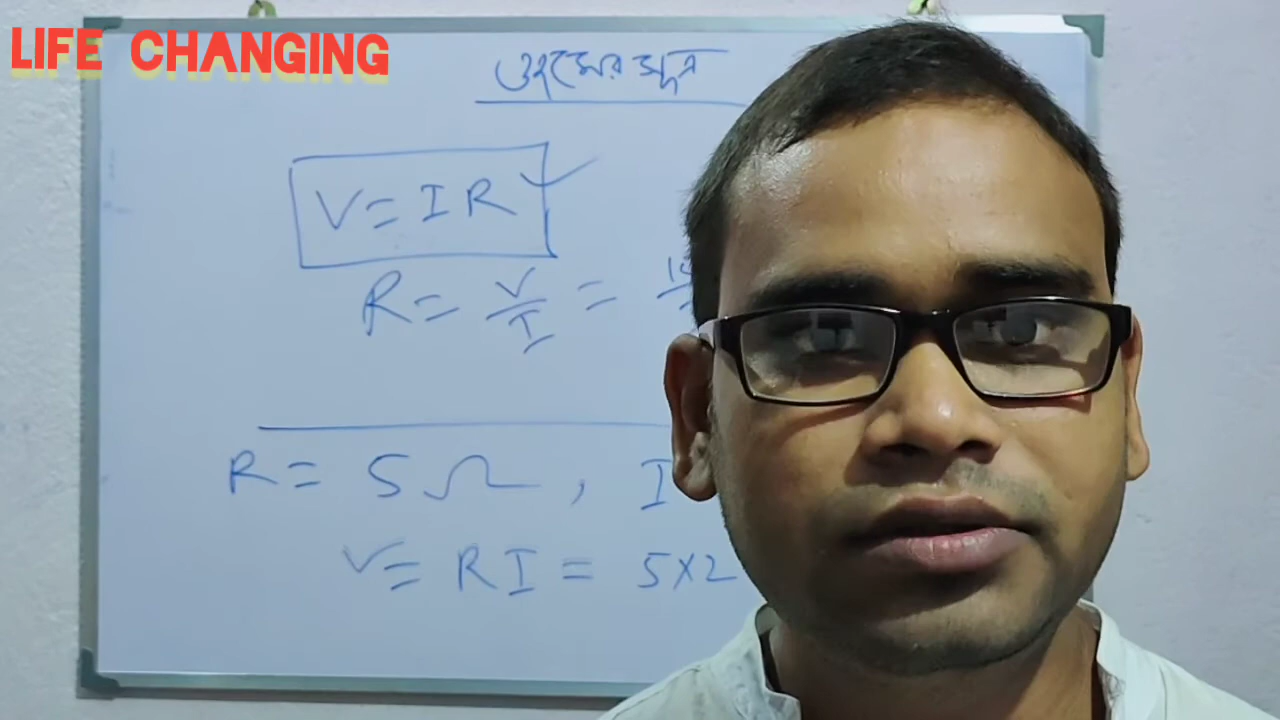 LIFE CHANGING
ওহমের সূত্র
V = IR
R = V/I =
R = 5Ω, I
V = RI = 5×2